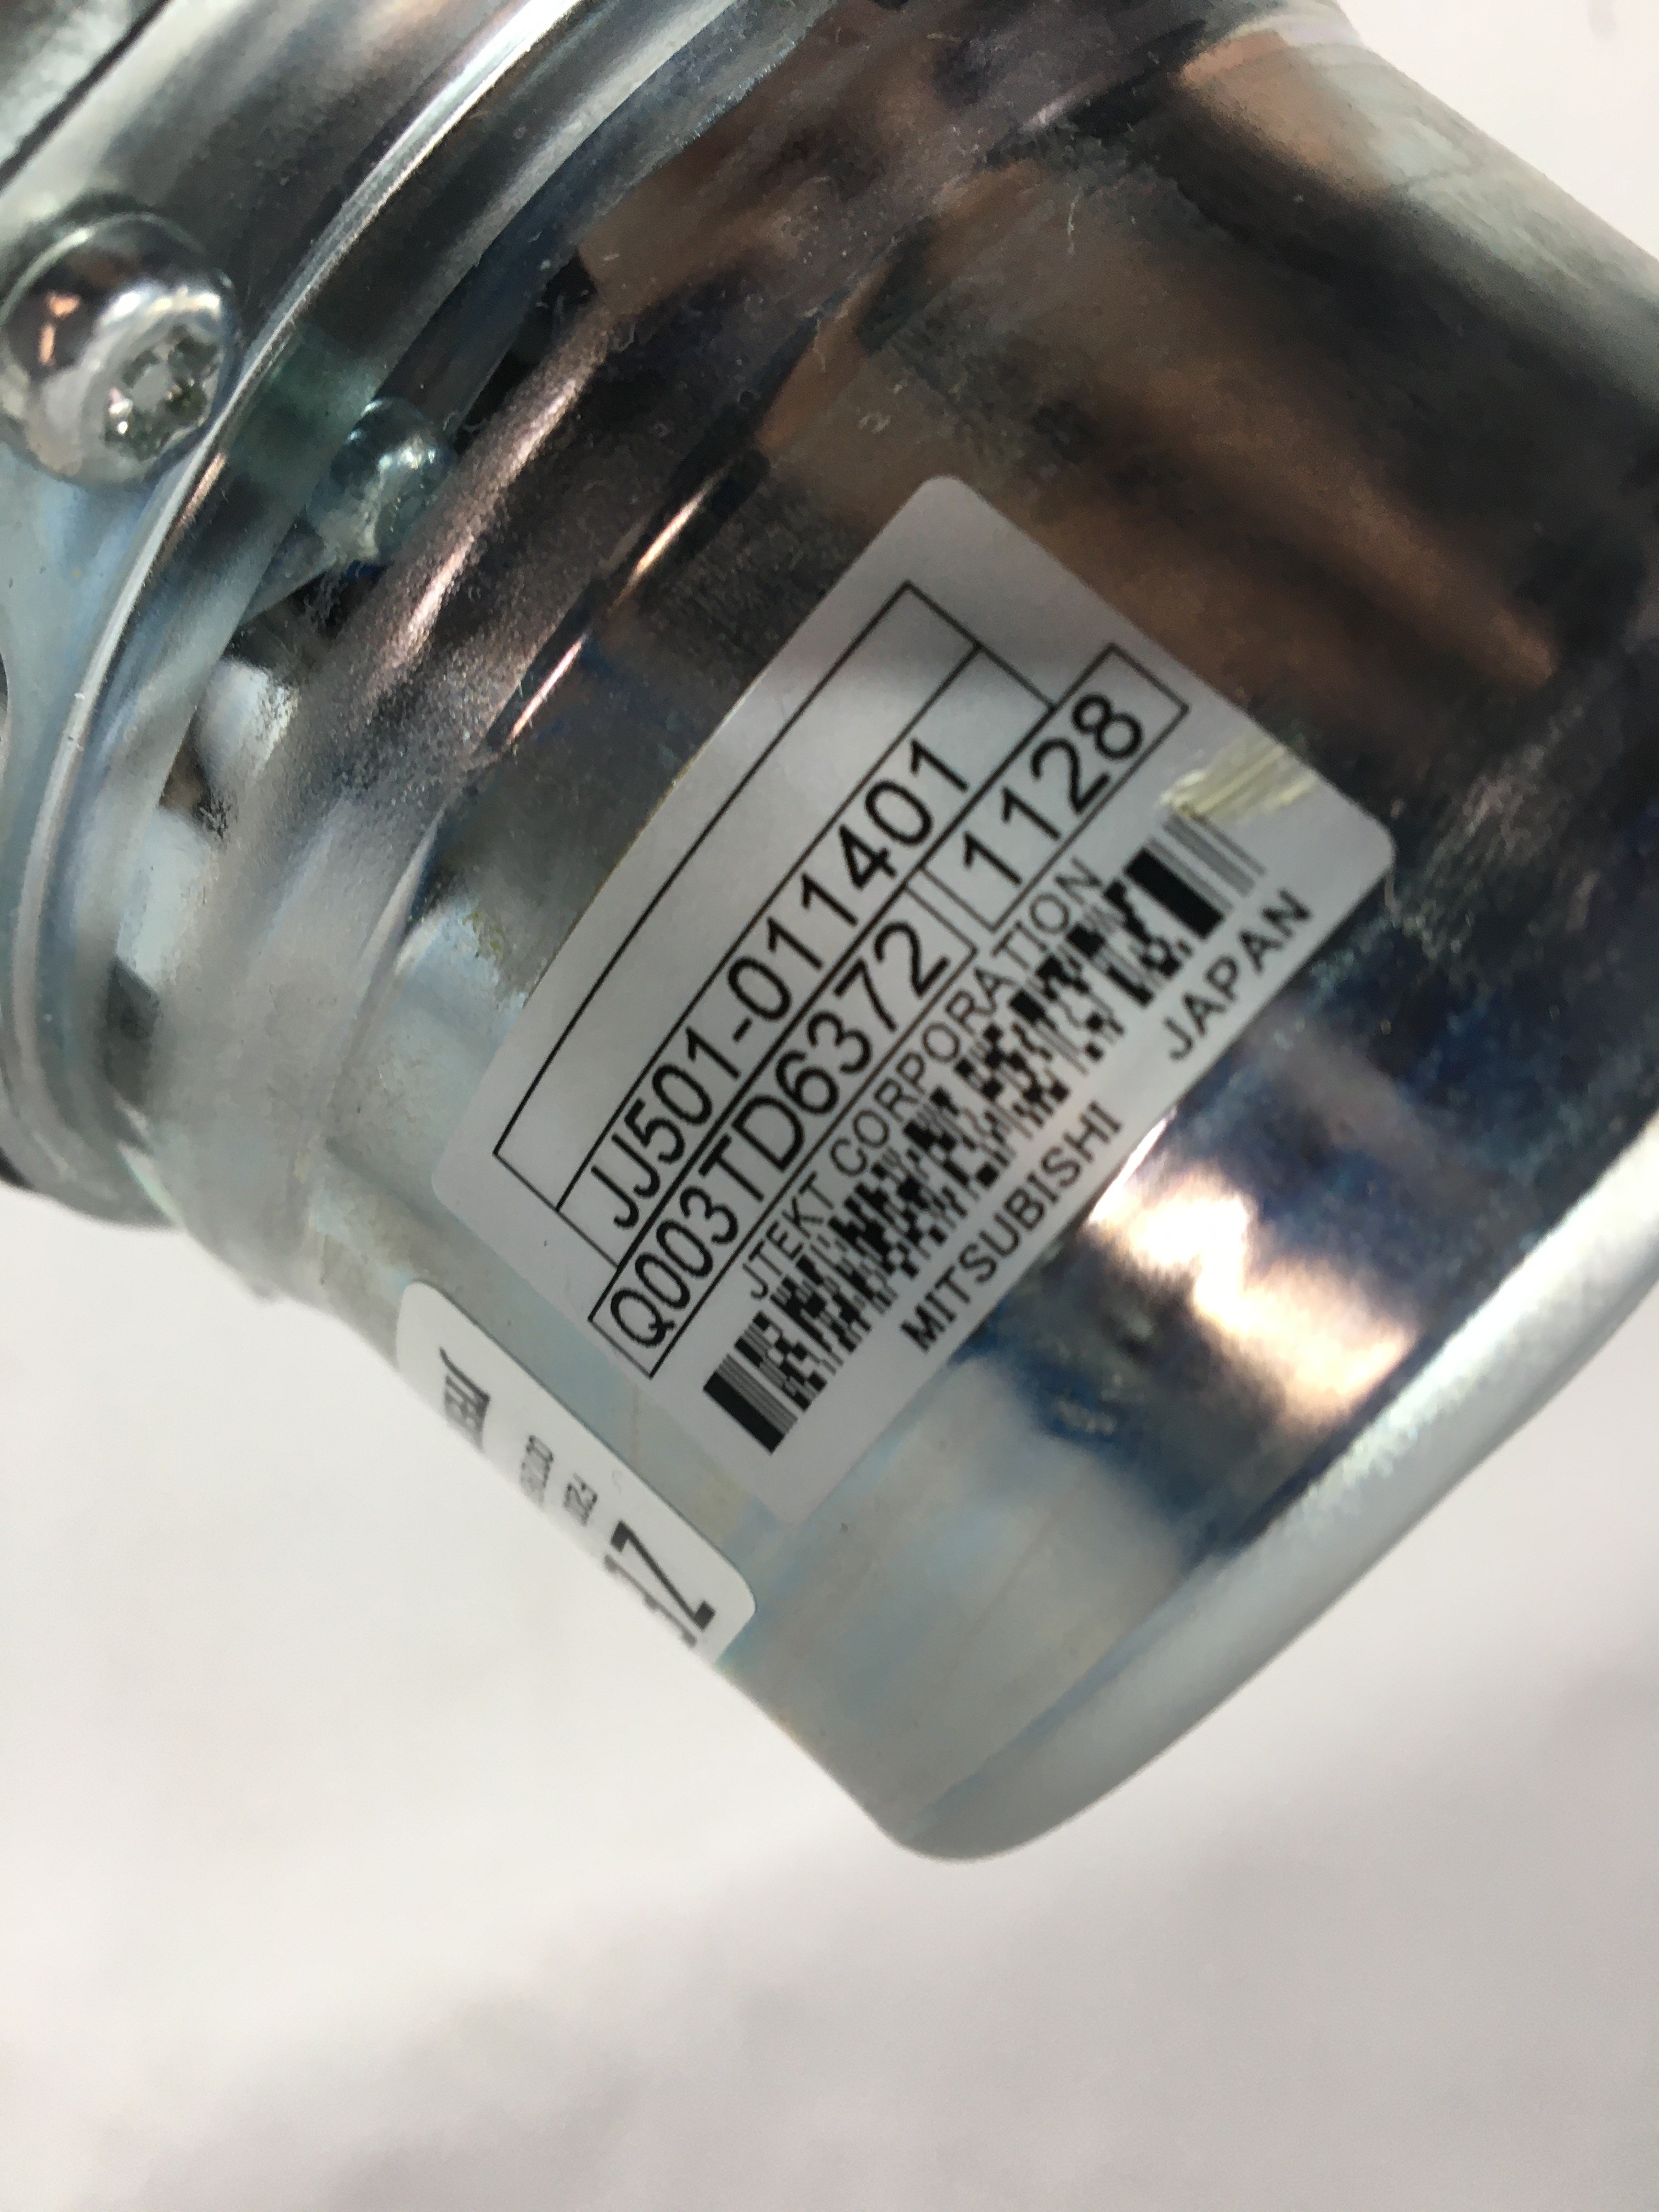 JJ501-011401
Q003TD6372 1128
JTEKT CORPORATION
MITSUBISHI JAPAN